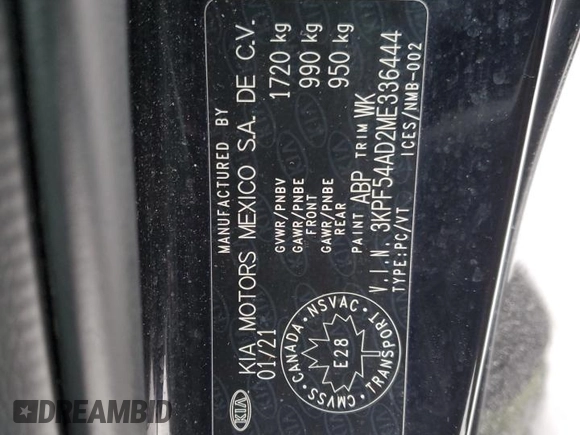 MANUFACTURED BY
KIA MOTORS MEXICO S.A. DE C.V.
01/21
GVWR/PNBV 1720 kg
GAWR/PNBE 990 kg
FRONT
GAWR/PNBE 950 kg
REAR
PAINT ABP TRIM WK
V.I.N. 3KPF54AD2ME336444
TYPE:PC/VT ICES/NMB-002
KIA
CANADA · NSVAC
CMVSS · TRANSPORT
E28
DREAMBID